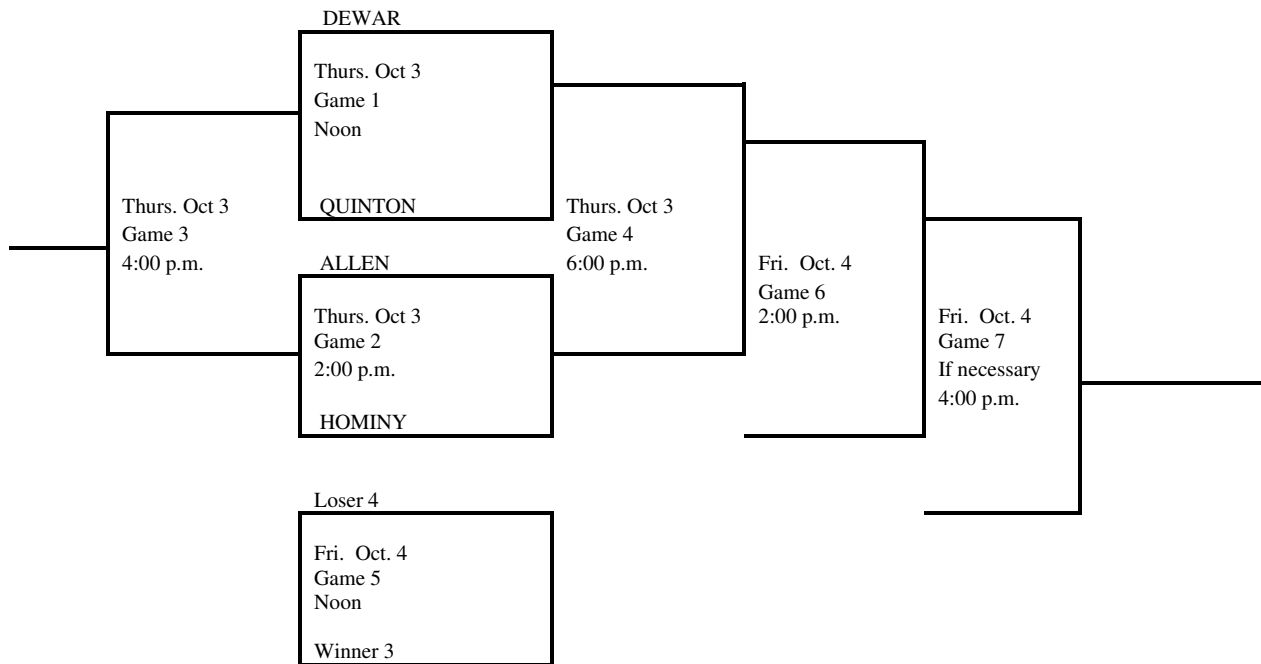 DEWAR
Thurs. Oct 3
Game 1
Noon
QUINTON
Thurs. Oct 3
Game 3
4:00 p.m.
ALLEN
Thurs. Oct 3
Game 2
2:00 p.m.
HOMINY
Thurs. Oct 3
Game 4
6:00 p.m.
Fri. Oct. 4
Game 6
2:00 p.m.
Fri. Oct. 4
Game 7
If necessary
4:00 p.m.
Loser 4
Fri. Oct. 4
Game 5
Noon
Winner 3